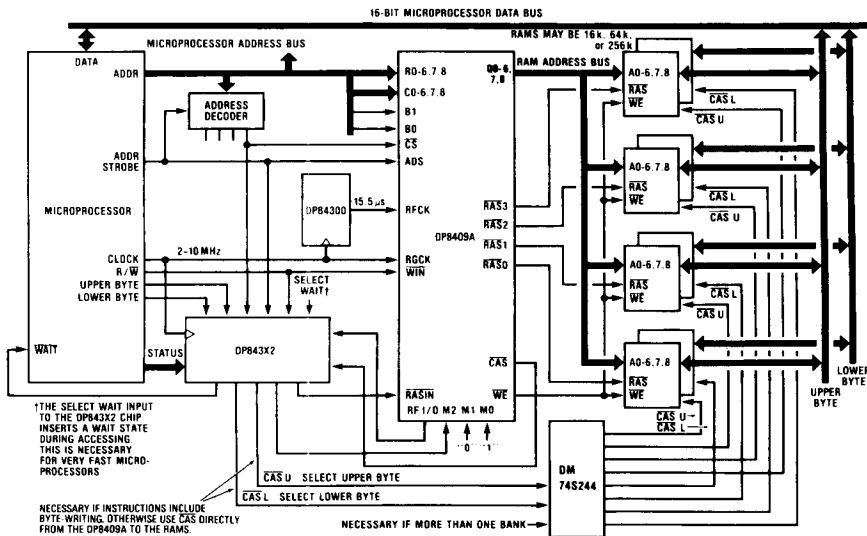 16-BIT MICROPROCESSOR DATA BUS
DATA
MICROPROCESSOR ADDRESS BUS
RAMS MAY BE 16k, 64k,
or 256k
ADDR
ADDRESS
DECODER
ADDR
STROBE
MICROPROCESSOR
CLOCK
2-10 MHz
R/W
UPPER BYTE
LOWER BYTE
WAIT
STATUS
DP84300
15.5 µs
SELECT
WAIT†
DP843X2
R0-6,7,8
C0-6,7,8
B1
B0
CS
ADS
RFCK
DP8409A
RGCK
WIN
RASIN
RF I/O M2 M1 M0
"0" "1"
Q0-6,
7,8
RAM ADDRESS BUS
RAS3
RAS2
RAS1
RAS0
CAS
WE
A0-6.7.8
RAS
WE
CAS L
CAS U
A0-6.7.8
RAS
WE
CAS L
CAS U
A0-6.7.8
RAS
WE
CAS L
CAS U
A0-6.7.8
RAS
WE
CAS U
CAS L
UPPER
BYTE
LOWER
BYTE
DM
74S244
†THE SELECT WAIT INPUT
TO THE DP843X2 CHIP
INSERTS A WAIT STATE
DURING ACCESSING.
THIS IS NECESSARY
FOR VERY FAST MICRO-
PROCESSORS
CAS U SELECT UPPER BYTE
CAS L SELECT LOWER BYTE
NECESSARY IF INSTRUCTIONS INCLUDE
BYTE-WRITING. OTHERWISE USE CAS DIRECTLY
FROM THE DP8409A TO THE RAMS.
NECESSARY IF MORE THAN ONE BANK